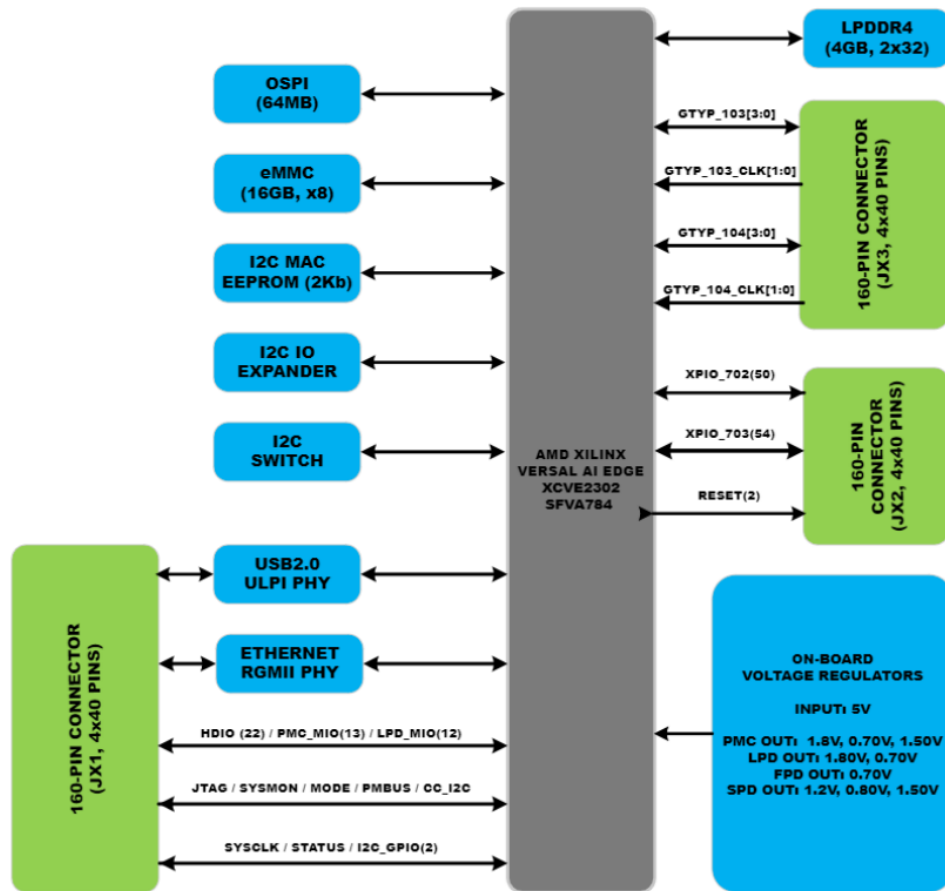 LPDDR4
(4GB, 2x32)
OSPI
(64MB)
eMMC
(16GB, x8)
I2C MAC
EEPROM (2Kb)
I2C IO
EXPANDER
I2C
SWITCH
USB2.0
ULPI PHY
ETHERNET
RGMII PHY
160-PIN CONNECTOR
(JX1, 4x40 PINS)
HDIO (22) / PMC_MIO(13) / LPD_MIO(12)
JTAG / SYSMON / MODE / PMBUS / CC_I2C
SYSCLK / STATUS / I2C_GPIO(2)
AMD XILINX
VERSAL AI EDGE
XCVE2302
SFVA784
GTYP_103[3:0]
GTYP_103_CLK[1:0]
GTYP_104[3:0]
GTYP_104_CLK[1:0]
160-PIN CONNECTOR
(JX3, 4x40 PINS)
XPIO_702(50)
XPIO_703(54)
RESET(2)
160-PIN
CONNECTOR
(JX2, 4x40 PINS)
ON-BOARD
VOLTAGE REGULATORS
INPUT: 5V
PMC OUT: 1.8V, 0.70V, 1.50V
LPD OUT: 1.80V, 0.70V
FPD OUT: 0.70V
SPD OUT: 1.2V, 0.80V, 1.50V